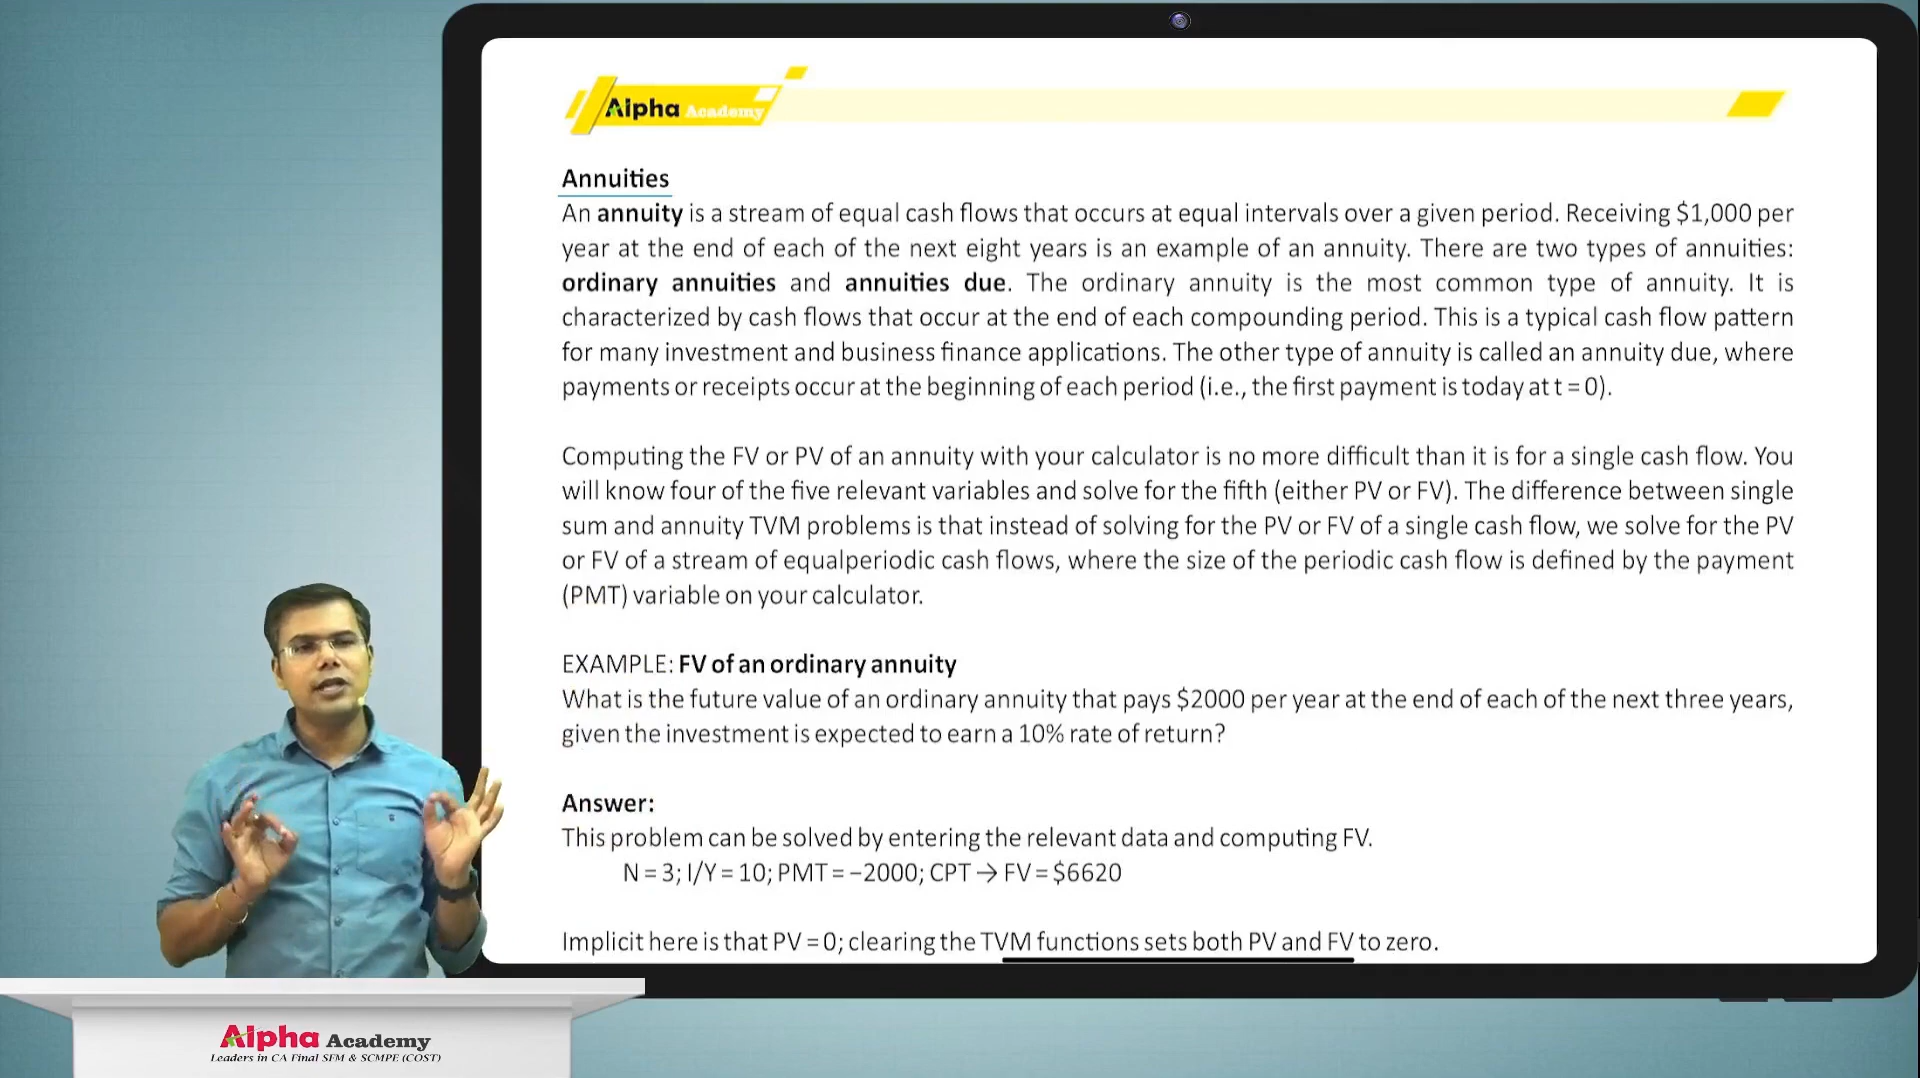 Alpha Academy
Annuities
An annuity is a stream of equal cash flows that occurs at equal intervals over a given period. Receiving $1,000 per
year at the end of each of the next eight years is an example of an annuity. There are two types of annuities:
ordinary annuities and annuities due. The ordinary annuity is the most common type of annuity. It is
characterized by cash flows that occur at the end of each compounding period. This is a typical cash flow pattern
for many investment and business finance applications. The other type of annuity is called an annuity due, where
payments or receipts occur at the beginning of each period (i.e., the first payment is today at t = 0).
Computing the FV or PV of an annuity with your calculator is no more difficult than it is for a single cash flow. You
will know four of the five relevant variables and solve for the fifth (either PV or FV). The difference between single
sum and annuity TVM problems is that instead of solving for the PV or FV of a single cash flow, we solve for the PV
or FV of a stream of equalperiodic cash flows, where the size of the periodic cash flow is defined by the payment
(PMT) variable on your calculator.
EXAMPLE: FV of an ordinary annuity
What is the future value of an ordinary annuity that pays $2000 per year at the end of each of the next three years,
given the investment is expected to earn a 10% rate of return?
Answer:
This problem can be solved by entering the relevant data and computing FV.
N = 3; I/Y = 10; PMT = −2000; CPT → FV = $6620
Implicit here is that PV = 0; clearing the TVM functions sets both PV and FV to zero.
Alpha Academy
Leaders in CA Final SFM & SCMPE (COST)